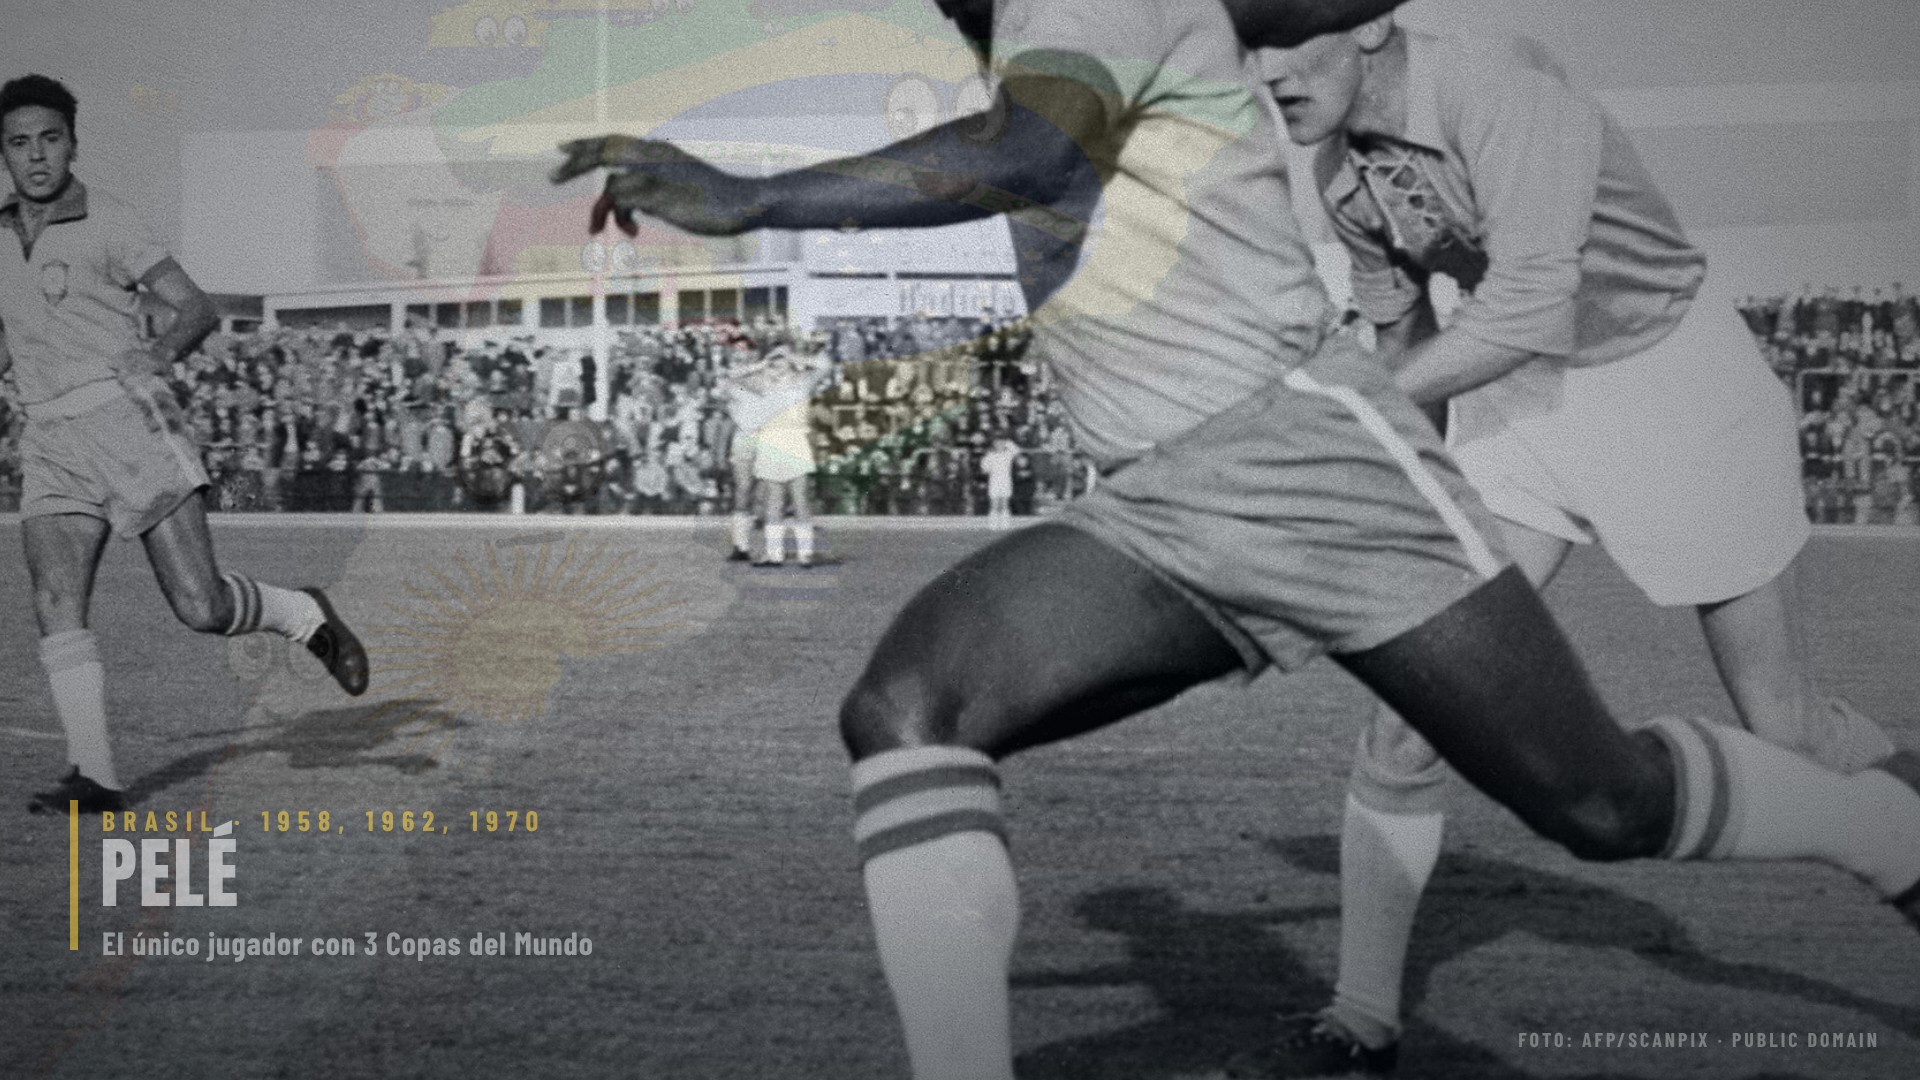 BRASIL · 1958, 1962, 1970
PELÉ
El único jugador con 3 Copas del Mundo
FOTO: AFP/SCANPIX · PUBLIC DOMAIN